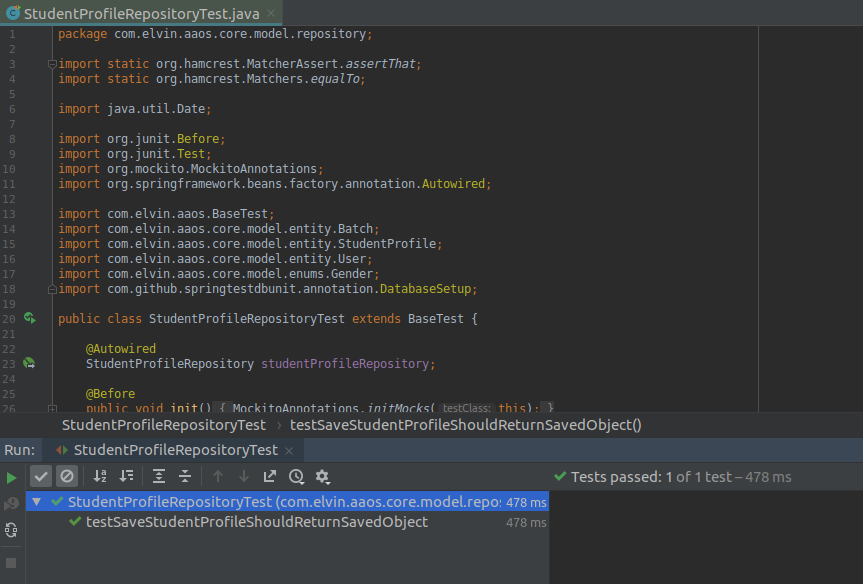 StudentProfileRepositoryTest.java
1 package com.elvin.aaos.core.model.repository;
2
3 import static org.hamcrest.MatcherAssert.assertThat;
4 import static org.hamcrest.Matchers.equalTo;
5
6 import java.util.Date;
7
8 import org.junit.Before;
9 import org.junit.Test;
10 import org.mockito.MockitoAnnotations;
11 import org.springframework.beans.factory.annotation.Autowired;
12
13 import com.elvin.aaos.BaseTest;
14 import com.elvin.aaos.core.model.entity.Batch;
15 import com.elvin.aaos.core.model.entity.StudentProfile;
16 import com.elvin.aaos.core.model.entity.User;
17 import com.elvin.aaos.core.model.enums.Gender;
18 import com.github.springtestdbunit.annotation.DatabaseSetup;
19
20 public class StudentProfileRepositoryTest extends BaseTest {
21
22 @Autowired
23 StudentProfileRepository studentProfileRepository;
24
25 @Before
26 public void init() { MockitoAnnotations.initMocks( testClass: this); }
StudentProfileRepositoryTest › testSaveStudentProfileShouldReturnSavedObject()
Run: StudentProfileRepositoryTest
Tests passed: 1 of 1 test – 478 ms
StudentProfileRepositoryTest (com.elvin.aaos.core.model.repos: 478 ms
testSaveStudentProfileShouldReturnSavedObject 478 ms